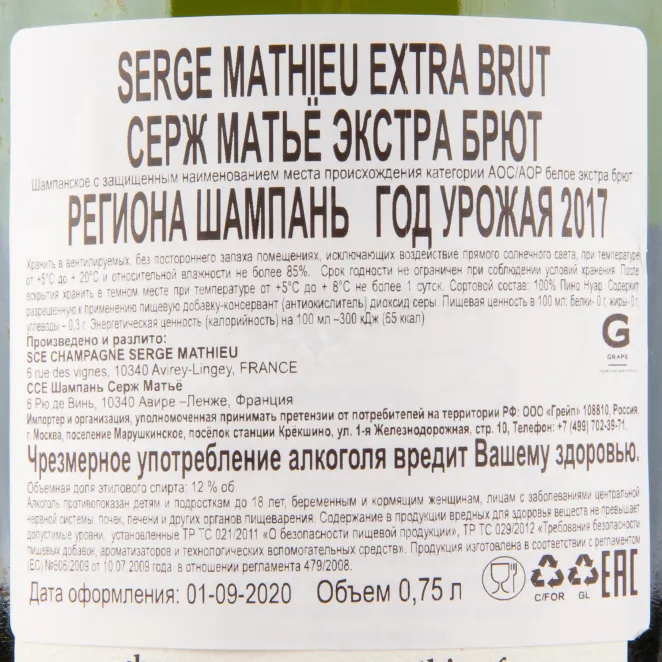 SERGE MATHIEU EXTRA BRUT
СЕРЖ МАТЬЁ ЭКСТРА БРЮТ
Шампанское с защищенным наименованием места происхождения категории AOC/AOP белое экстра брют
РЕГИОНА ШАМПАНЬ ГОД УРОЖАЯ 2017
Хранить в вентилируемых, без постороннего запаха помещениях, исключающих воздействие прямого солнечного света, при температуре
от +5°С до + 20°С и относительной влажности не более 85%. Срок годности не ограничен при соблюдении условий хранения. После
вскрытия хранить в темном месте при температуре от +5°С до + 8°С не более 1 суток. Сортовой состав: 100% Пино Нуар. Содержит
разрешенную к применению пищевую добавку-консервант (антиокислитель) диоксид серы. Пищевая ценность в 100 мл: белки- 0 г, жиры- 0 г,
углеводы – 0,3 г. Энергетическая ценность (калорийность) на 100 мл –300 кДж (65 ккал)
Произведено и разлито:
SCE CHAMPAGNE SERGE MATHIEU
6 rue des vignes, 10340 Avirey-Lingey, FRANCE
ССЕ Шампань Серж Матьё
6 Рю де Винь, 10340 Авире –Ленже, Франция
G
GRAPE
Импортер и организация, уполномоченная принимать претензии от потребителей на территории РФ: ООО «Грейп» 108810, Россия,
г. Москва, поселение Марушкинское, посёлок станции Крёкшино, ул. 1-я Железнодорожная, стр. 10, Телефон: +7 (499) 702-39-71.
Чрезмерное употребление алкоголя вредит Вашему здоровью.
Объемная доля этилового спирта: 12 % об.
Алкоголь противопоказан детям и подросткам до 18 лет, беременным и кормящим женщинам, лицам с заболеваниями центральной
нервной системы, почек, печени и других органов пищеварения. Содержание в продукции вредных для здоровья веществ не превышает
допустимые уровни, установленные ТР ТС 021/2011 «О безопасности пищевой продукции», ТР ТС 029/2012 «Требования безопасности
пищевых добавок, ароматизаторов и технологических вспомогательных средств». Продукция изготовлена в соответствии с регламентом
(ЕС) №606/2009 от 10.07.2009 года в отношении регламента 479/2008.
Дата оформления: 01-09-2020 Объем 0,75 л
C/FOR GL EAC